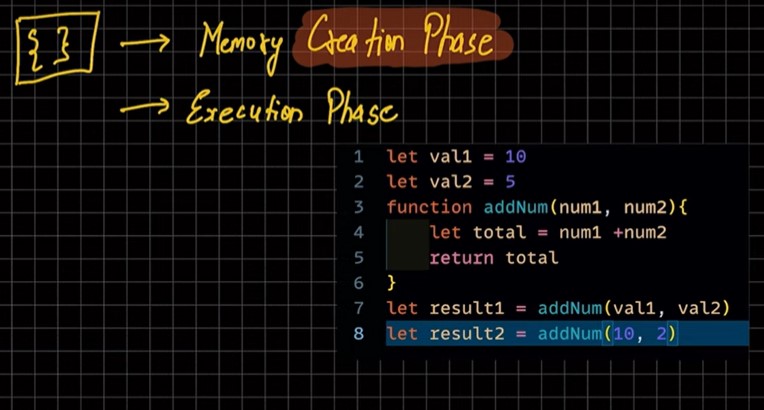 { } → Memory Creation Phase
→ Execution Phase
1 let val1 = 10
2 let val2 = 5
3 function addNum(num1, num2){
4     let total = num1 +num2
5     return total
6 }
7 let result1 = addNum(val1, val2)
8 let result2 = addNum(10, 2)